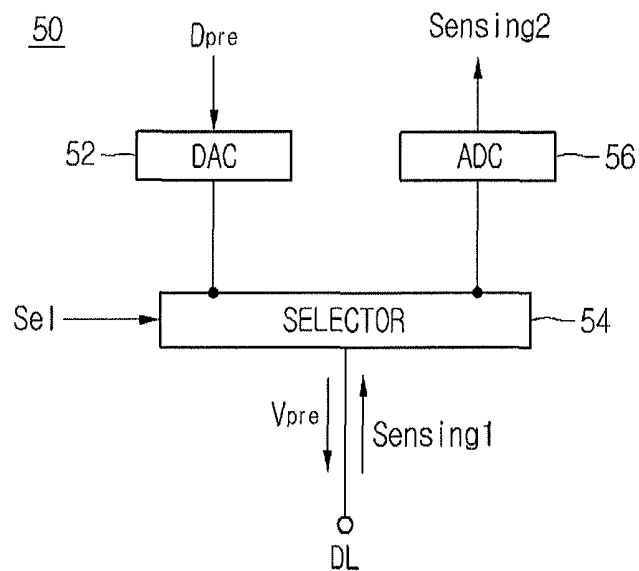 50
Dpre
Sensing2
52
DAC
ADC
56
Sel
SELECTOR
54
Vpre
Sensing1
DL